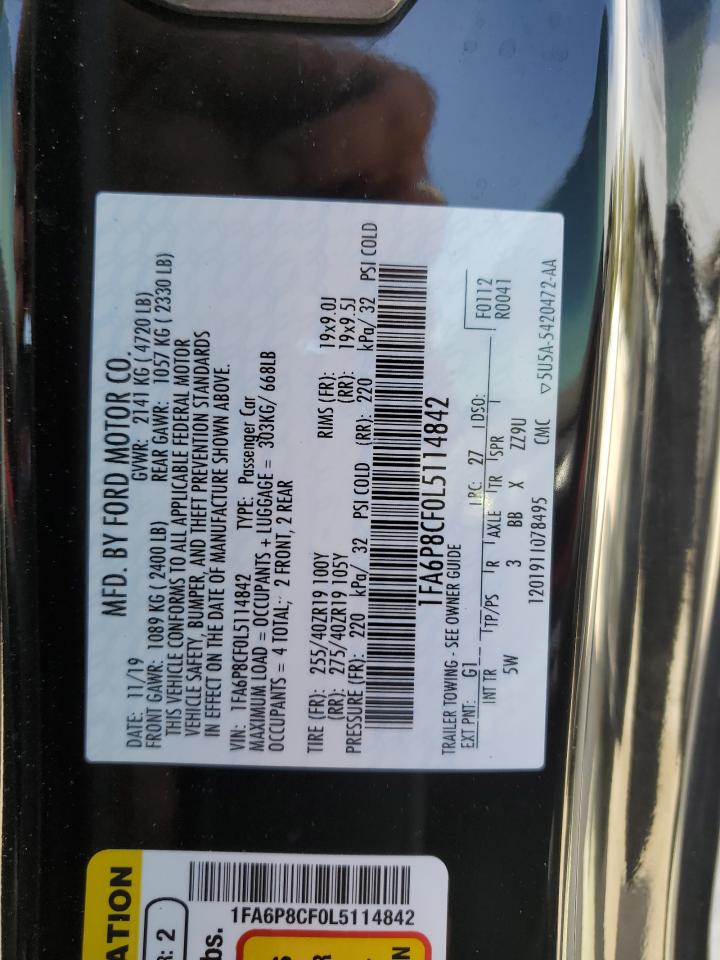 MFD. BY FORD MOTOR CO.
DATE: 11/19 GVWR: 2141 KG ( 4720 LB)
FRONT GAWR: 1089 KG (2400 LB) REAR GAWR: 1057 KG ( 2330 LB)
THIS VEHICLE CONFORMS TO ALL APPLICABLE FEDERAL MOTOR
VEHICLE SAFETY, BUMPER, AND THEFT PREVENTION STANDARDS
IN EFFECT ON THE DATE OF MANUFACTURE SHOWN ABOVE.
VIN: 1FA6P8CF0L5114842 TYPE: Passenger Car
MAXIMUM LOAD = OCCUPANTS + LUGGAGE = 303KG/ 668LB
OCCUPANTS = 4 TOTAL; 2 FRONT, 2 REAR
TIRE (FR): 255/40ZR19 100Y RIMS (FR): 19x9.0J
(RR): 275/40ZR19 105Y (RR): 19x9.5J
PRESSURE (FR): 220 kPa/ 32 PSI COLD (RR): 220 kPa/ 32 PSI COLD
1FA6P8CF0L5114842
TRAILER TOWING - SEE OWNER GUIDE
EXT PNT: G1 RC: 27 DSO: F0112
INT TR TP/PS R AXLE TR SPR R0041
5W 3 BB X ZZ9U
1201911078495 CMC ▽5U5A-5420472-AA
ATION
R: 2
bs.
1FA6P8CF0L5114842
S
R
N